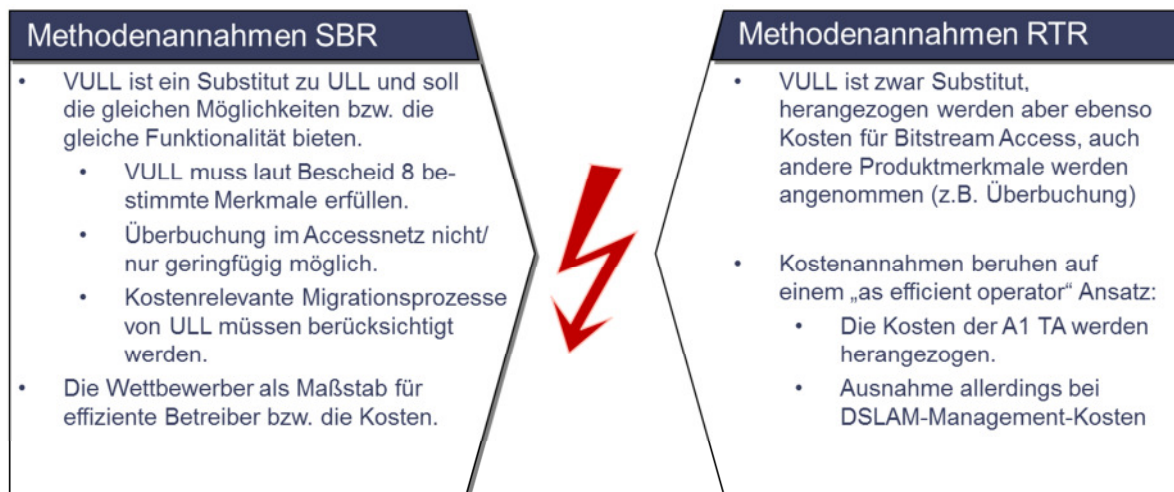 Methodenannahmen SBR
• VULL ist ein Substitut zu ULL und soll
die gleichen Möglichkeiten bzw. die
gleiche Funktionalität bieten.
• VULL muss laut Bescheid 8 be-
stimmte Merkmale erfüllen.
• Überbuchung im Accessnetz nicht/
nur geringfügig möglich.
• Kostenrelevante Migrationsprozesse
von ULL müssen berücksichtigt
werden.
• Die Wettbewerber als Maßstab für
effiziente Betreiber bzw. die Kosten.
Methodenannahmen RTR
• VULL ist zwar Substitut,
herangezogen werden aber ebenso
Kosten für Bitstream Access, auch
andere Produktmerkmale werden
angenommen (z.B. Überbuchung)
• Kostenannahmen beruhen auf
einem „as efficient operator“ Ansatz:
• Die Kosten der A1 TA werden
herangezogen.
• Ausnahme allerdings bei
DSLAM-Management-Kosten